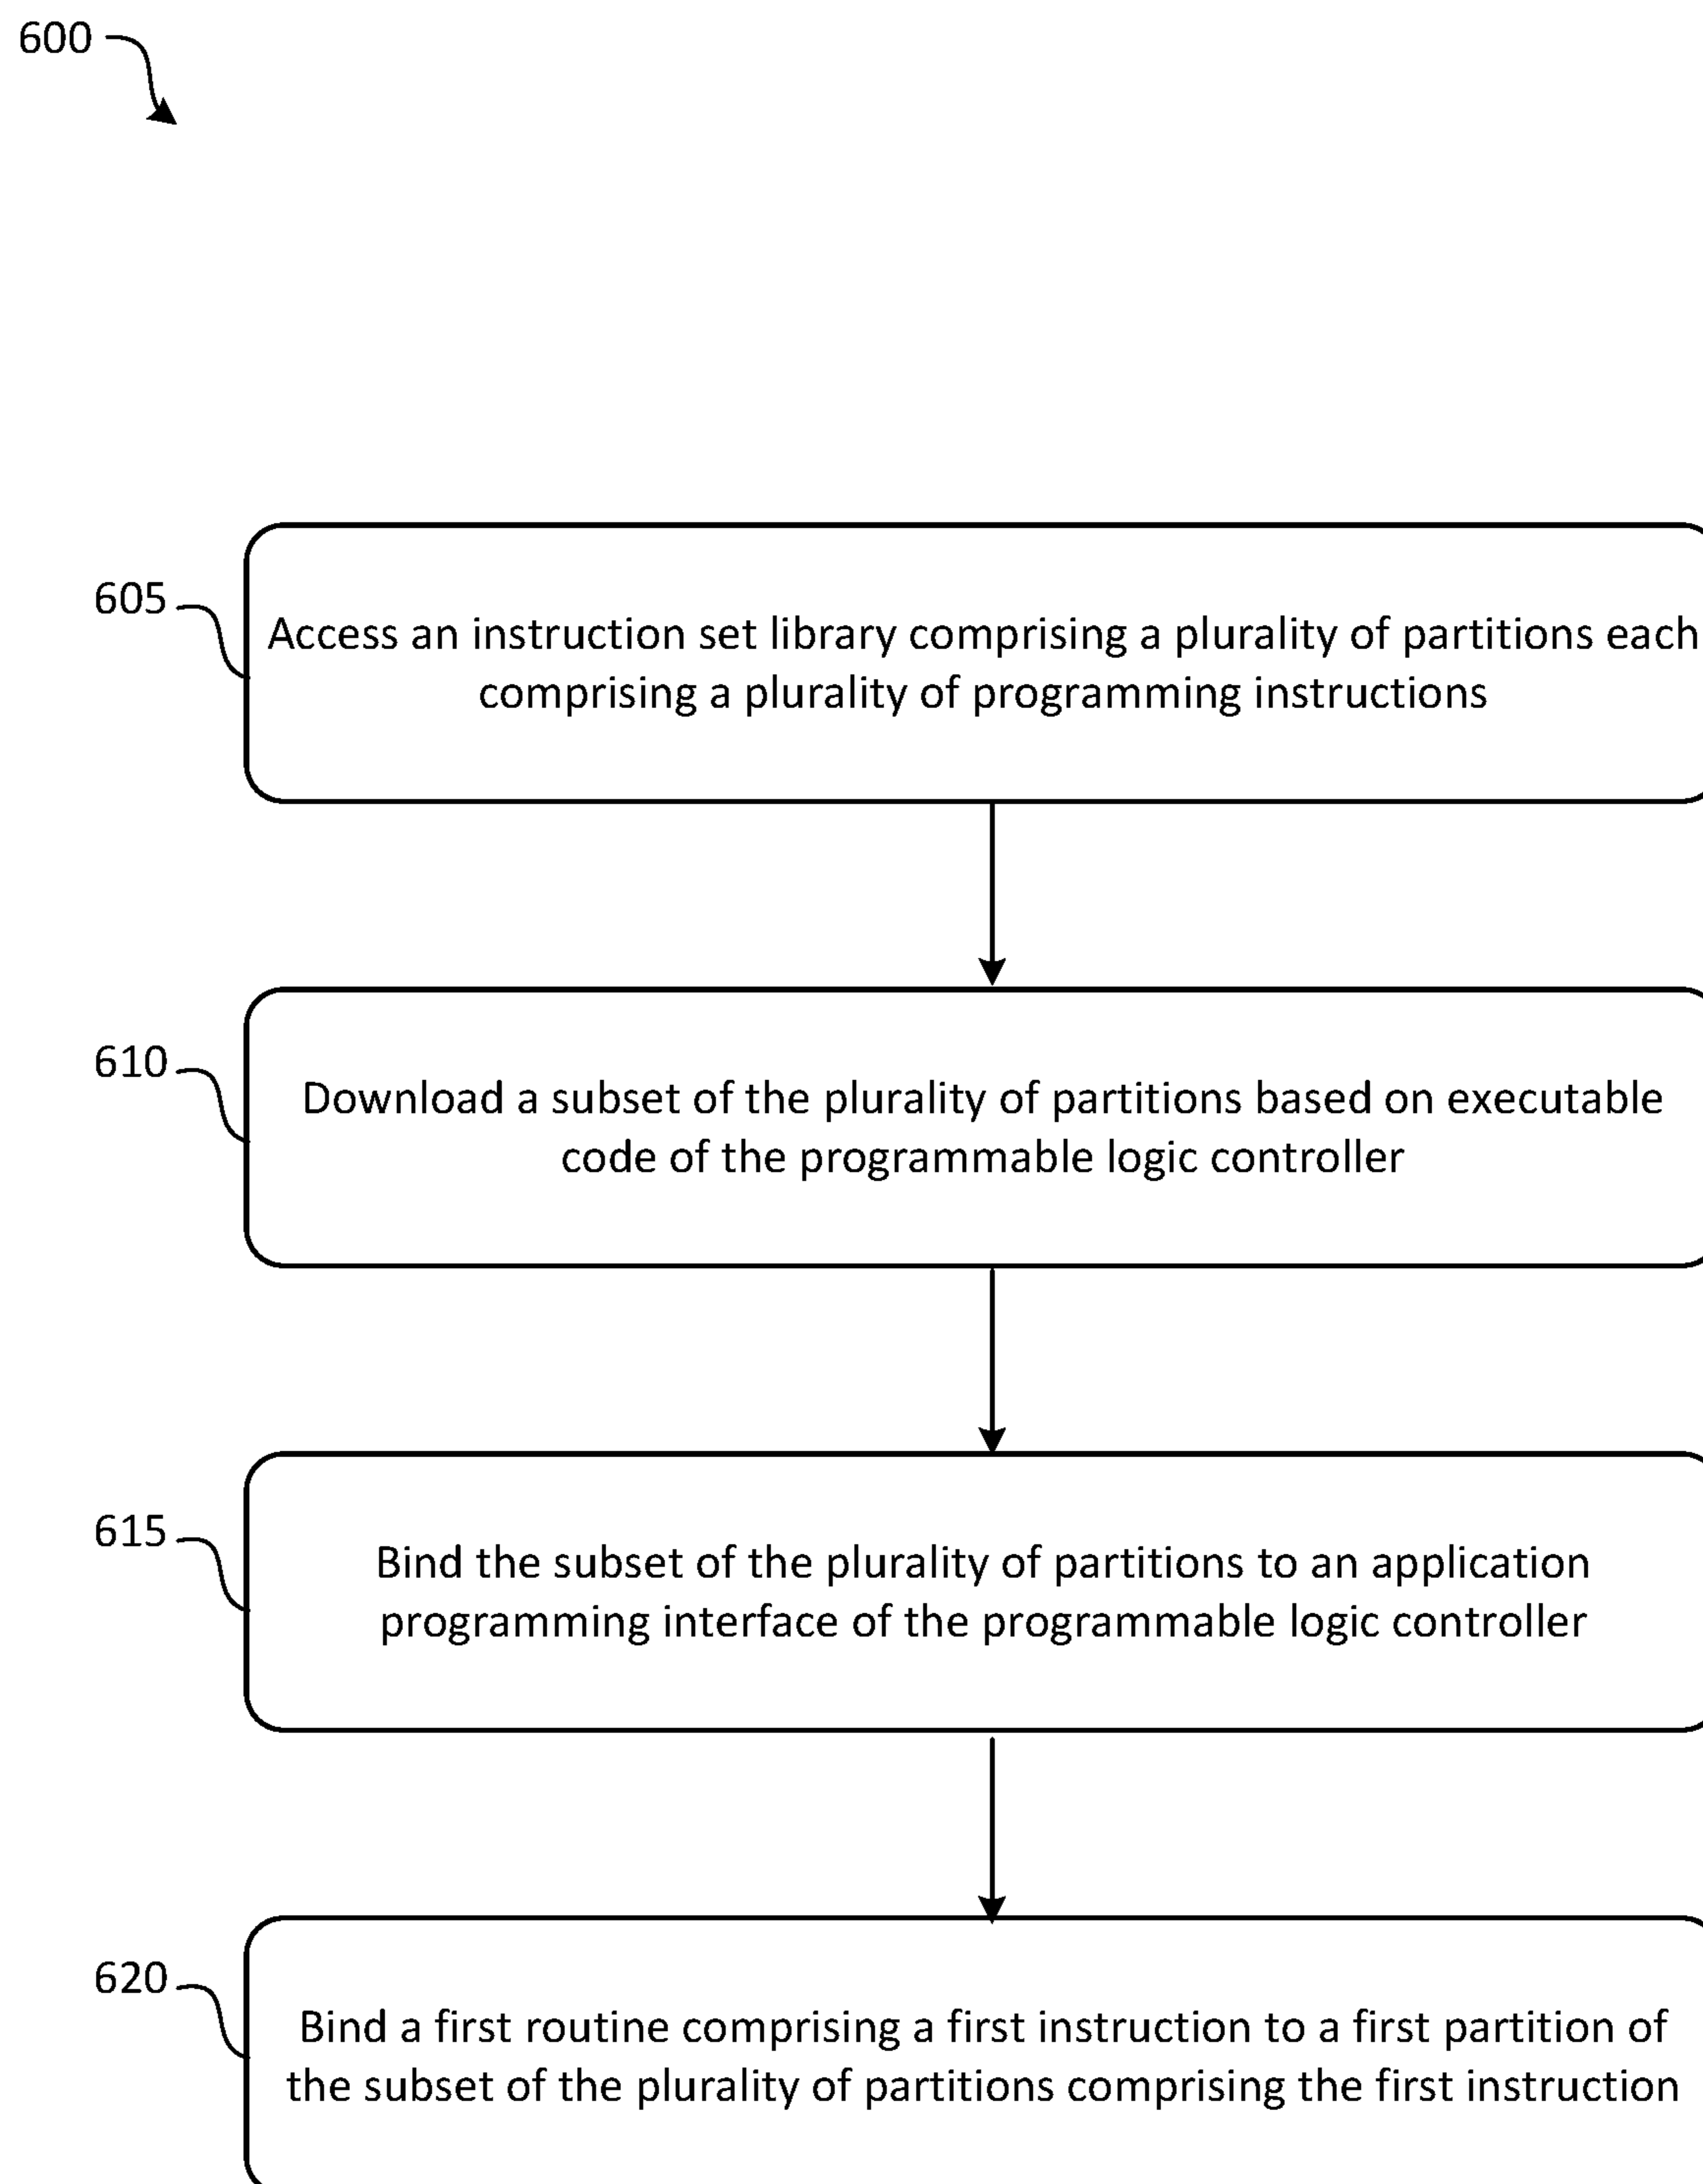 600
605
Access an instruction set library comprising a plurality of partitions each
comprising a plurality of programming instructions
610
Download a subset of the plurality of partitions based on executable
code of the programmable logic controller
615
Bind the subset of the plurality of partitions to an application
programming interface of the programmable logic controller
620
Bind a first routine comprising a first instruction to a first partition of
the subset of the plurality of partitions comprising the first instruction